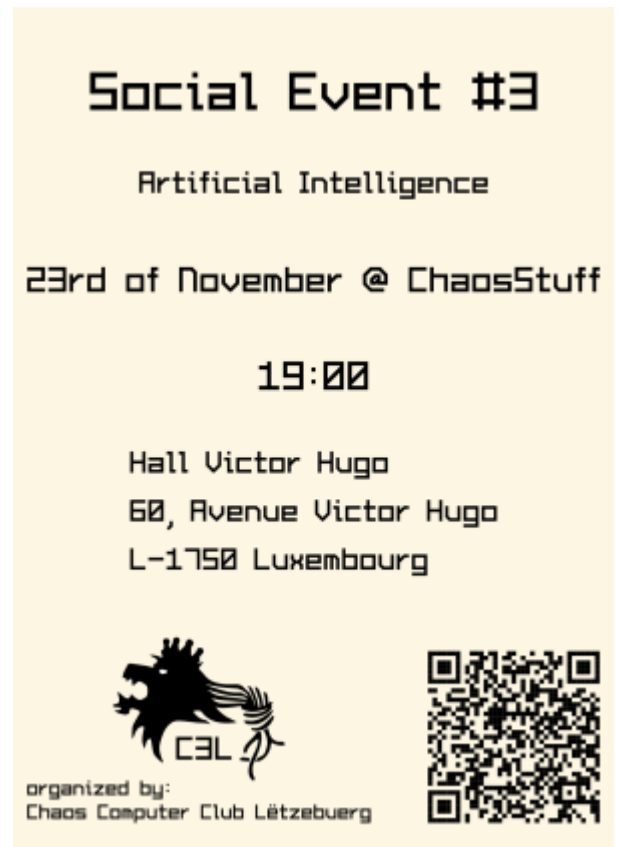 Social Event #3
Artificial Intelligence
23rd of November @ ChaosStuff
19:00
Hall Victor Hugo
60, Avenue Victor Hugo
L-1750 Luxembourg
C3L
organized by:
Chaos Computer Club Lëtzebuerg